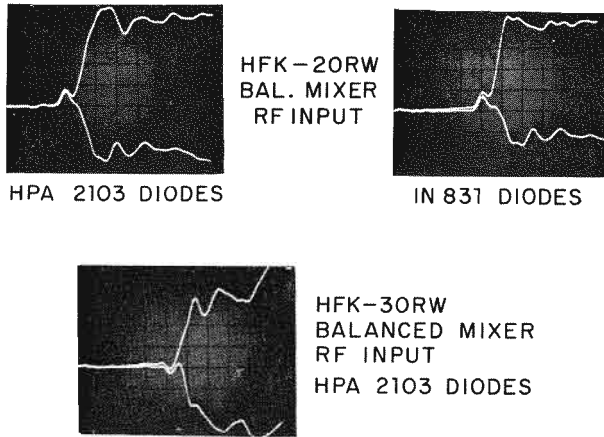 HFK-20RW
BAL. MIXER
RF INPUT
HPA 2103 DIODES
IN 831 DIODES
HFK-30RW
BALANCED MIXER
RF INPUT
HPA 2103 DIODES